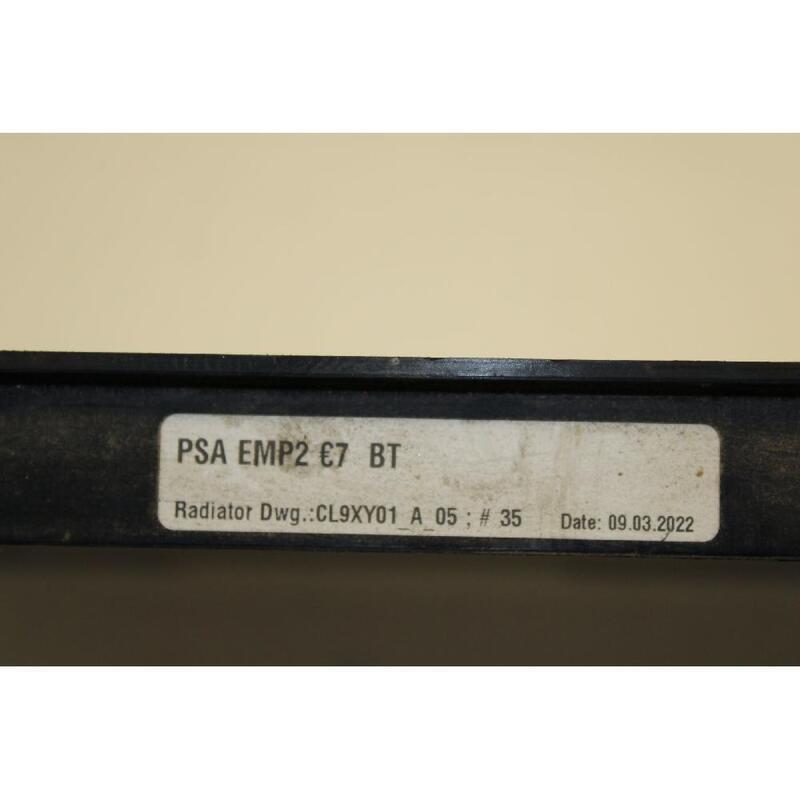 PSA EMP2 €7 BT
Radiator Dwg.:CL9XY01_A_05 ; # 35 Date: 09.03.2022